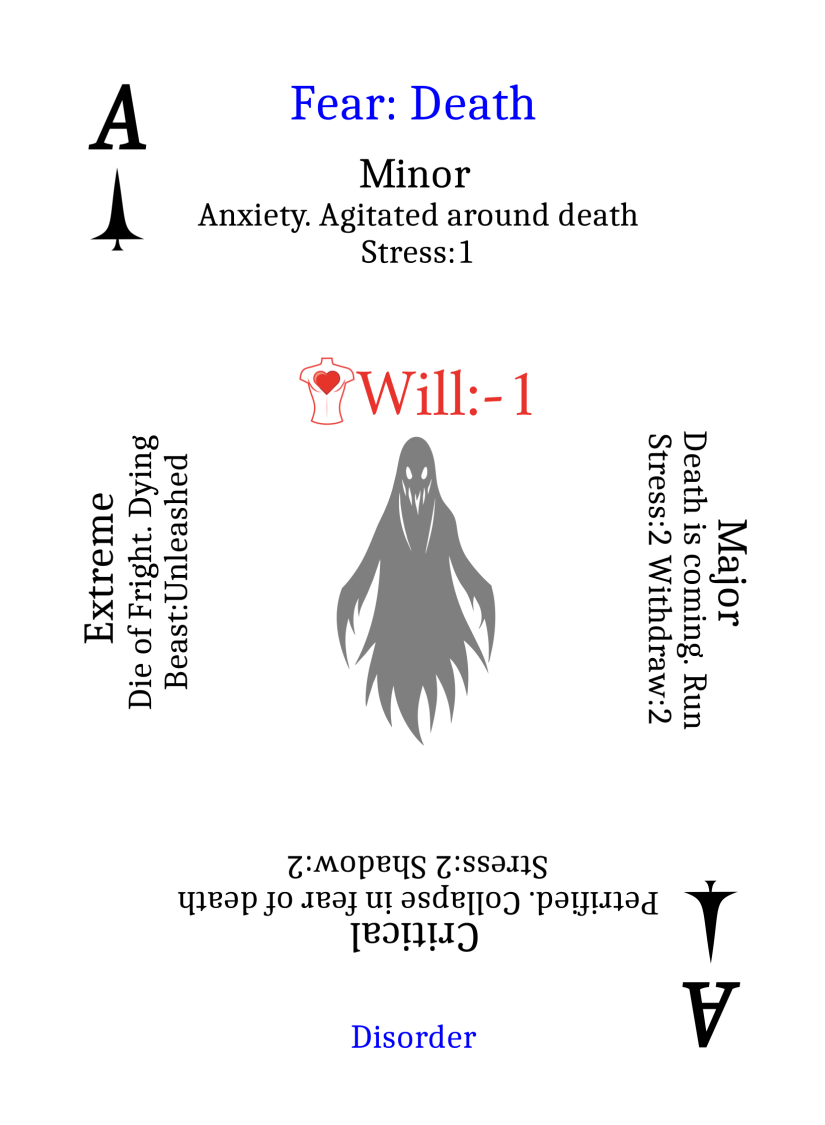 A
Fear: Death
Minor
Anxiety. Agitated around death
Stress:1
Will:-1
Extreme
Die of Fright. Dying
Beast:Unleashed
Major
Death is coming. Run
Stress:2 Withdraw:2
Critical
Petrified. Collapse in fear of death
Stress:2 Shadow:2
A
Disorder